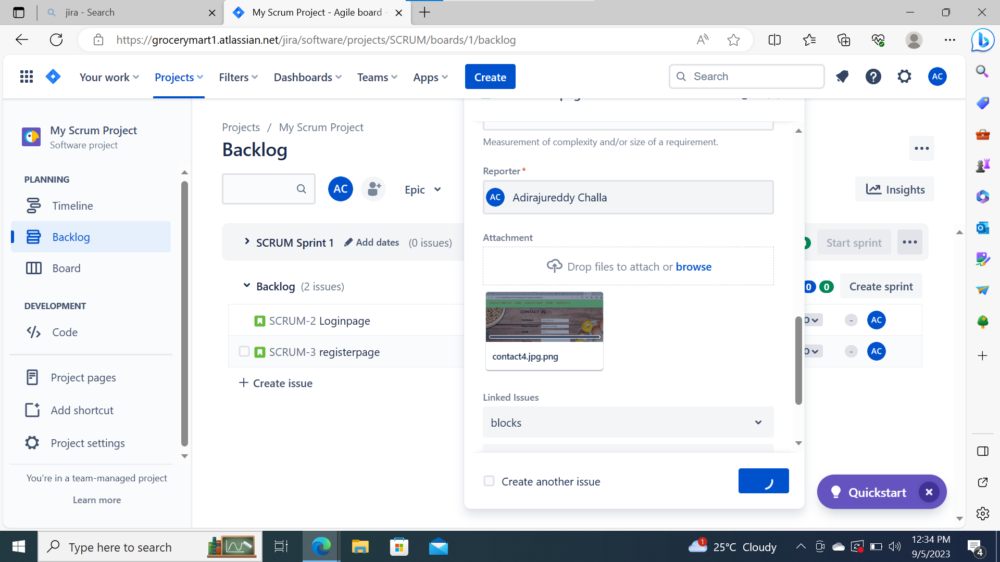 jira - Search
My Scrum Project - Agile board -
https://grocerymart1.atlassian.net/jira/software/projects/SCRUM/boards/1/backlog
Your work
Projects
Filters
Dashboards
Teams
Apps
Create
Search
AC
My Scrum Project
Software project
PLANNING
Timeline
Backlog
Board
DEVELOPMENT
Code
Project pages
Add shortcut
Project settings
You're in a team-managed project
Learn more
Projects / My Scrum Project
Backlog
AC
Epic
Insights
SCRUM Sprint 1 Add dates (0 issues)
Start sprint
Backlog (2 issues)
0 0 Create sprint
SCRUM-2 Loginpage
- AC
SCRUM-3 registerpage
- AC
Create issue
Measurement of complexity and/or size of a requirement.
Reporter*
AC Adirajureddy Challa
Attachment
Drop files to attach or browse
CONTACT US
Full Name:
contact4.jpg.png
Linked Issues
blocks
Create another issue
Quickstart
Type here to search
1
25°C Cloudy
12:34 PM
9/5/2023
4